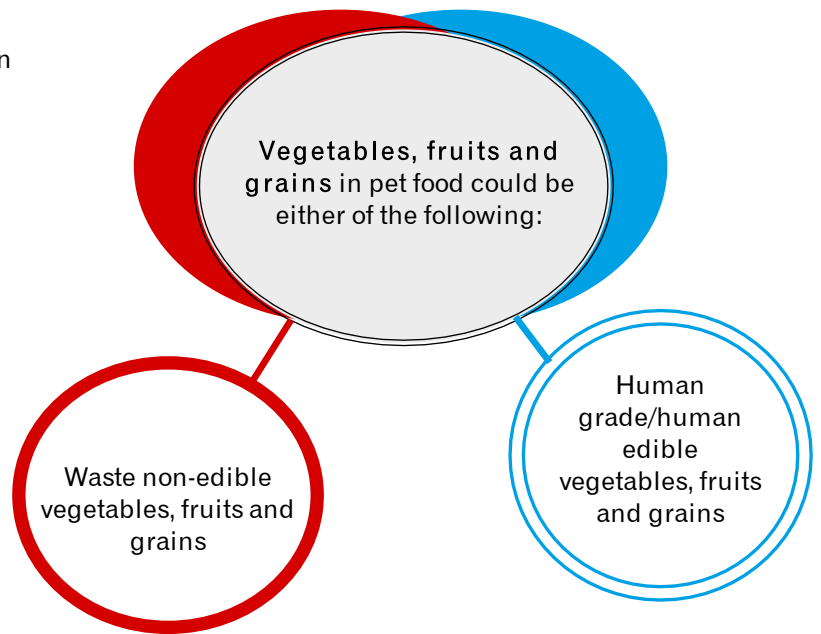 n
Vegetables, fruits and
grains in pet food could be
either of the following:
Waste non-edible
vegetables, fruits and
grains
Human
grade/human
edible
vegetables, fruits
and grains